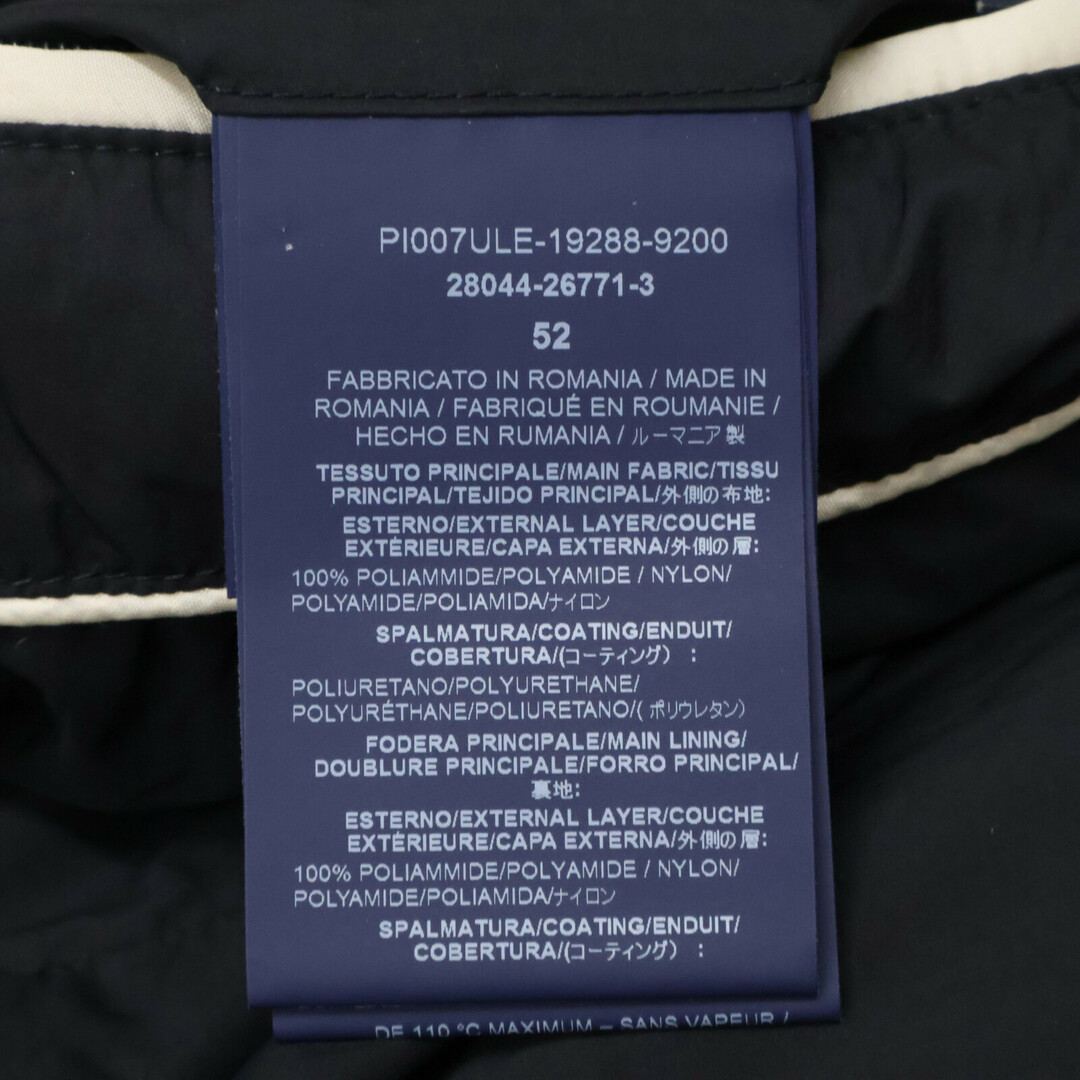 PI007ULE-19288-9200
28044-26771-3
52
FABBRICATO IN ROMANIA / MADE IN
ROMANIA / FABRIQUÉ EN ROUMANIE /
HECHO EN RUMANIA / ルーマニア製
TESSUTO PRINCIPALE/MAIN FABRIC/TISSU
PRINCIPAL/TEJIDO PRINCIPAL/外側の布地:
ESTERNO/EXTERNAL LAYER/COUCHE
EXTÉRIEURE/CAPA EXTERNA/外側の層:
100% POLIAMMIDE/POLYAMIDE / NYLON/
POLYAMIDE/POLIAMIDA/ナイロン
SPALMATURA/COATING/ENDUIT/
COBERTURA/(コーティング) :
POLIURETANO/POLYURETHANE/
POLYURÉTHANE/POLIURETANO/( ポリウレタン)
FODERA PRINCIPALE/MAIN LINING/
DOUBLURE PRINCIPALE/FORRO PRINCIPAL/
裏地:
ESTERNO/EXTERNAL LAYER/COUCHE
EXTÉRIEURE/CAPA EXTERNA/外側の層:
100% POLIAMMIDE/POLYAMIDE / NYLON/
POLYAMIDE/POLIAMIDA/ナイロン
SPALMATURA/COATING/ENDUIT/
COBERTURA/(コーティング) :
DE 110 °C MAXIMUM – SANS VAPEUR /